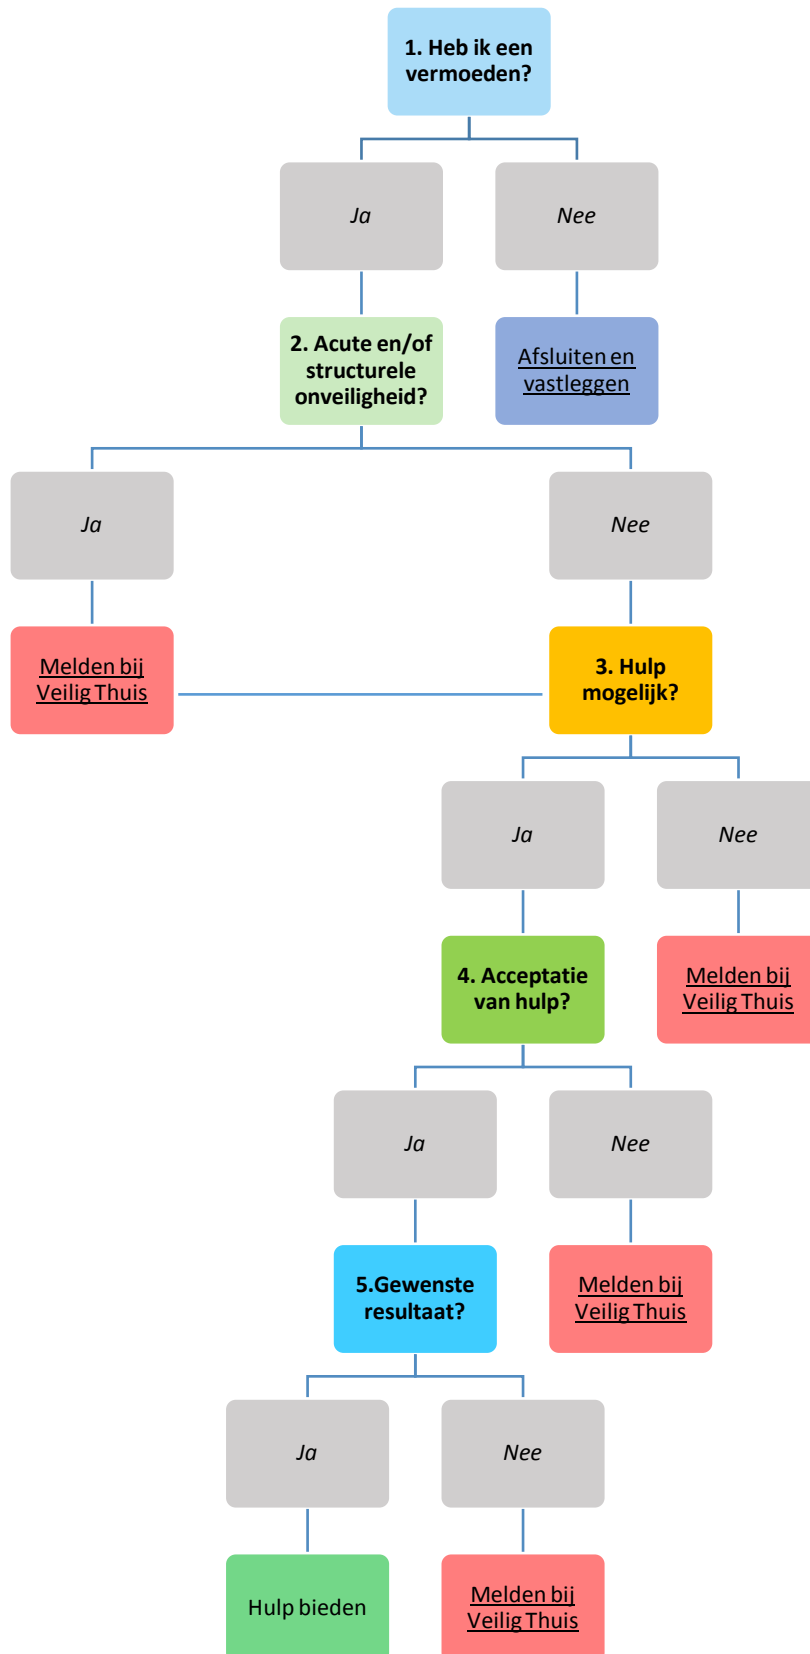 1. Heb ik een
vermoeden?
Ja
Nee
2. Acute en/of
structurele
onveiligheid?
Afsluiten en
vastleggen
Ja
Nee
Melden bij
Veilig Thuis
3. Hulp
mogelijk?
Ja
Nee
4. Acceptatie
van hulp?
Melden bij
Veilig Thuis
Ja
Nee
5.Gewenste
resultaat?
Melden bij
Veilig Thuis
Ja
Nee
Hulp bieden
Melden bij
Veilig Thuis